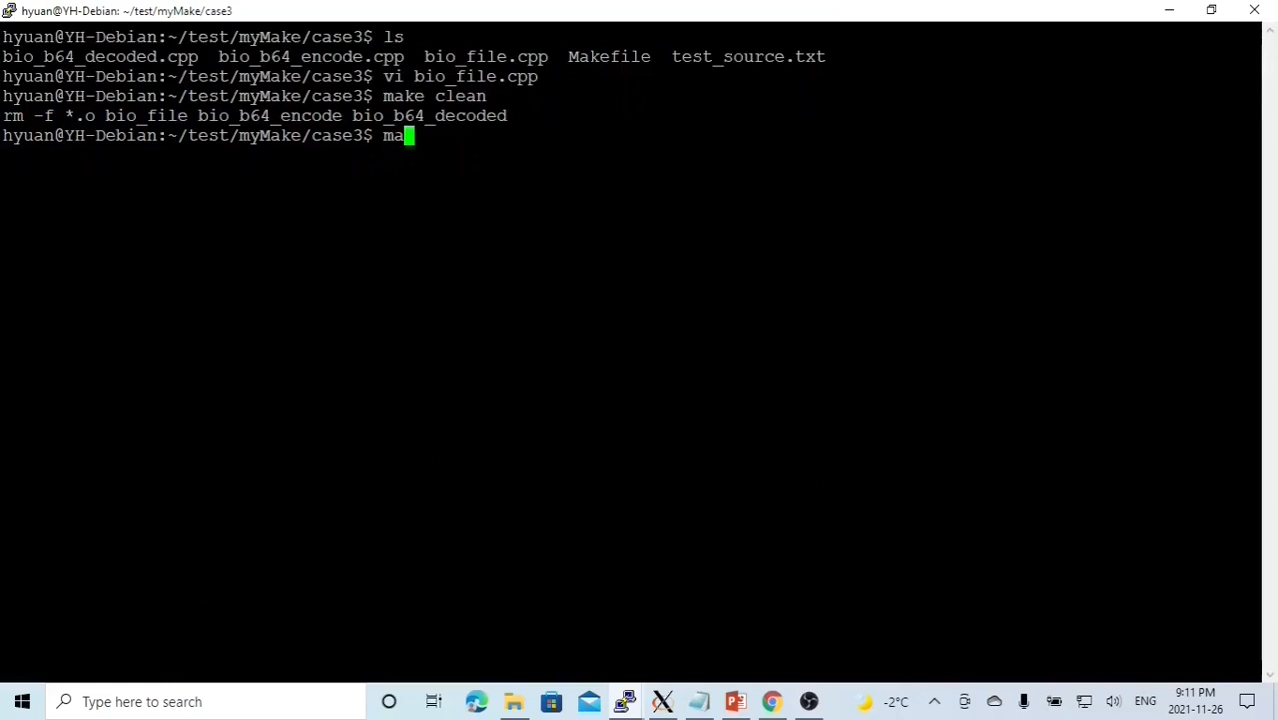 hyuan@YH-Debian: ~/test/myMake/case3
hyuan@YH-Debian:~/test/myMake/case3$ ls
bio_b64_decoded.cpp  bio_b64_encode.cpp  bio_file.cpp  Makefile  test_source.txt
hyuan@YH-Debian:~/test/myMake/case3$ vi bio_file.cpp
hyuan@YH-Debian:~/test/myMake/case3$ make clean
rm -f *.o bio_file bio_b64_encode bio_b64_decoded
hyuan@YH-Debian:~/test/myMake/case3$ ma
Type here to search
-2°C
ENG
9:11 PM
2021-11-26